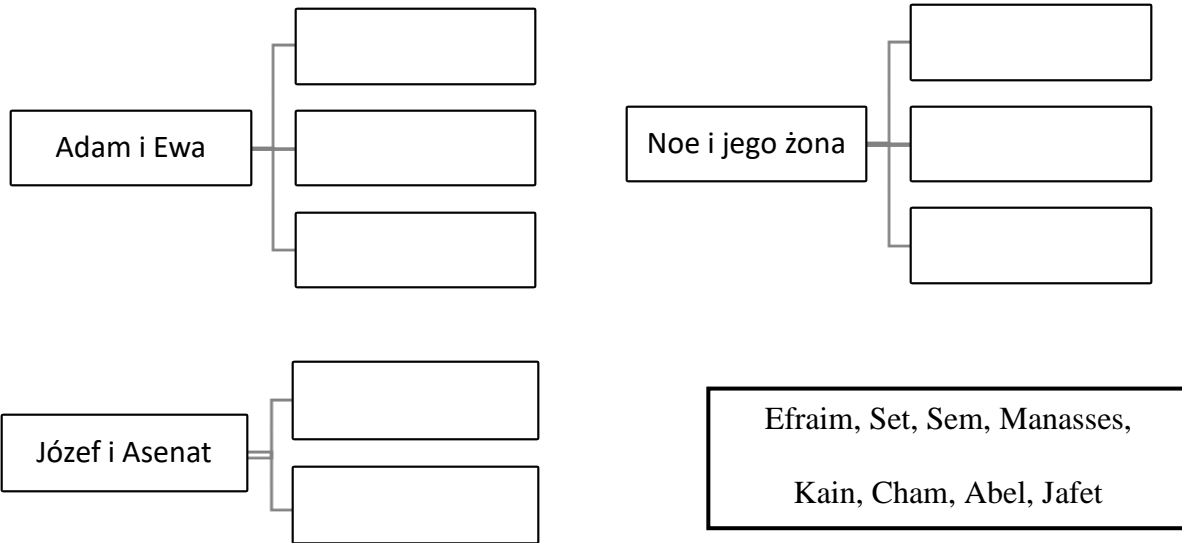 Adam i Ewa
Noe i jego żona
Józef i Asenat
Efraim, Set, Sem, Manasses,
Kain, Cham, Abel, Jafet